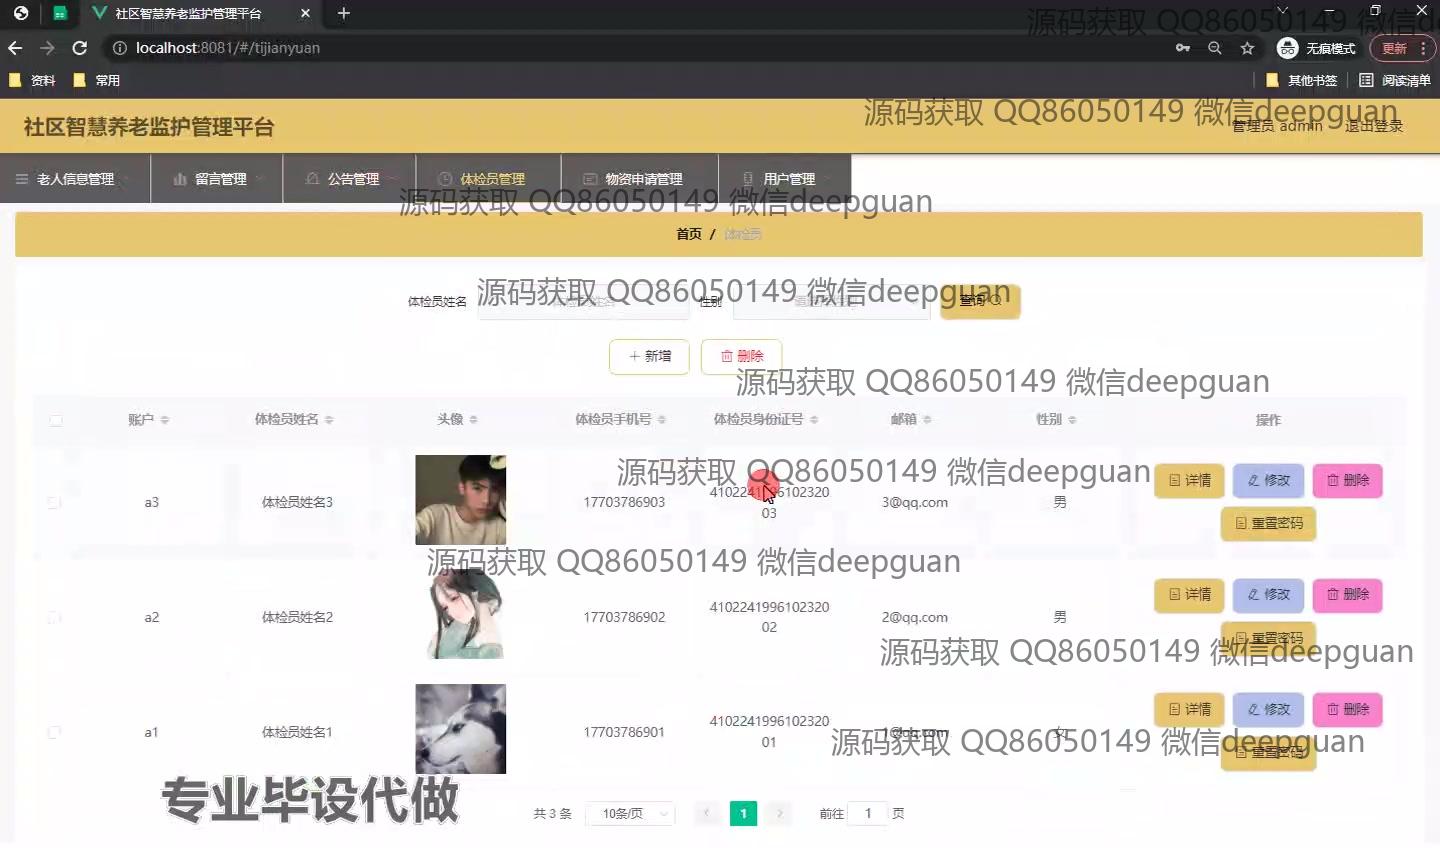 社区智慧养老监护管理平台
源码获取 QQ86050149 微信d
localhost:8081/#/tijianyuan
无痕模式
更新
资料
常用
其他书签
阅读清单
社区智慧养老监护管理平台
源码获取 QQ86050149 微信deepguan
管理员 admin
退出登录
老人信息管理
留言管理
公告管理
体检员管理
物资申请管理
用户管理
源码获取 QQ86050149 微信deepguan
首页 / 体检员
体检员姓名
源码获取 QQ86050149 微信deepguan
性别
查询
新增
删除
源码获取 QQ86050149 微信deepguan
账户 体检员姓名 头像 体检员手机号 体检员身份证号 邮箱 性别 操作
源码获取 QQ86050149 微信deepguan
a3 体检员姓名3 17703786903 4102241996102320 3@qq.com 男 详情 修改 删除
03
重置密码
源码获取 QQ86050149 微信deepguan
a2 体检员姓名2 17703786902 4102241996102320 2@qq.com 男 详情 修改 删除
02
重置密码
源码获取 QQ86050149 微信deepguan
a1 体检员姓名1 17703786901 4102241996102320 1@qq.com 女 详情 修改 删除
01
重置密码
源码获取 QQ86050149 微信deepguan
专业毕设代做
共 3 条 10条/页 1 前往 1 页